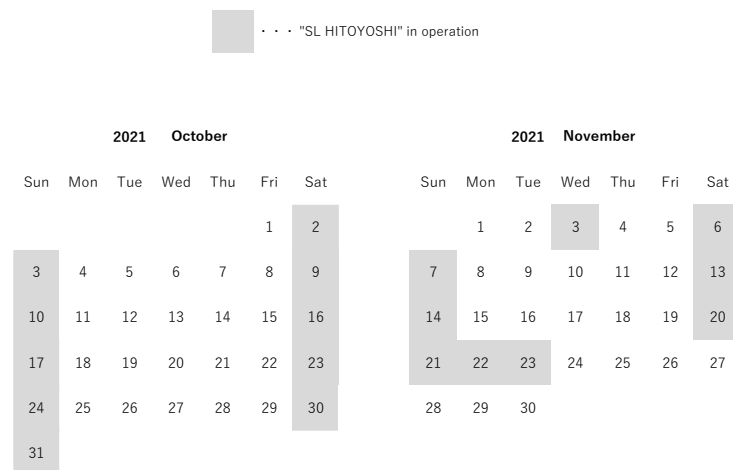 ・・・ "SL HITOYOSHI" in operation
2021 October
Sun Mon Tue Wed Thu Fri Sat
1 2
3 4 5 6 7 8 9
10 11 12 13 14 15 16
17 18 19 20 21 22 23
24 25 26 27 28 29 30
31
2021 November
Sun Mon Tue Wed Thu Fri Sat
1 2 3 4 5 6
7 8 9 10 11 12 13
14 15 16 17 18 19 20
21 22 23 24 25 26 27
28 29 30